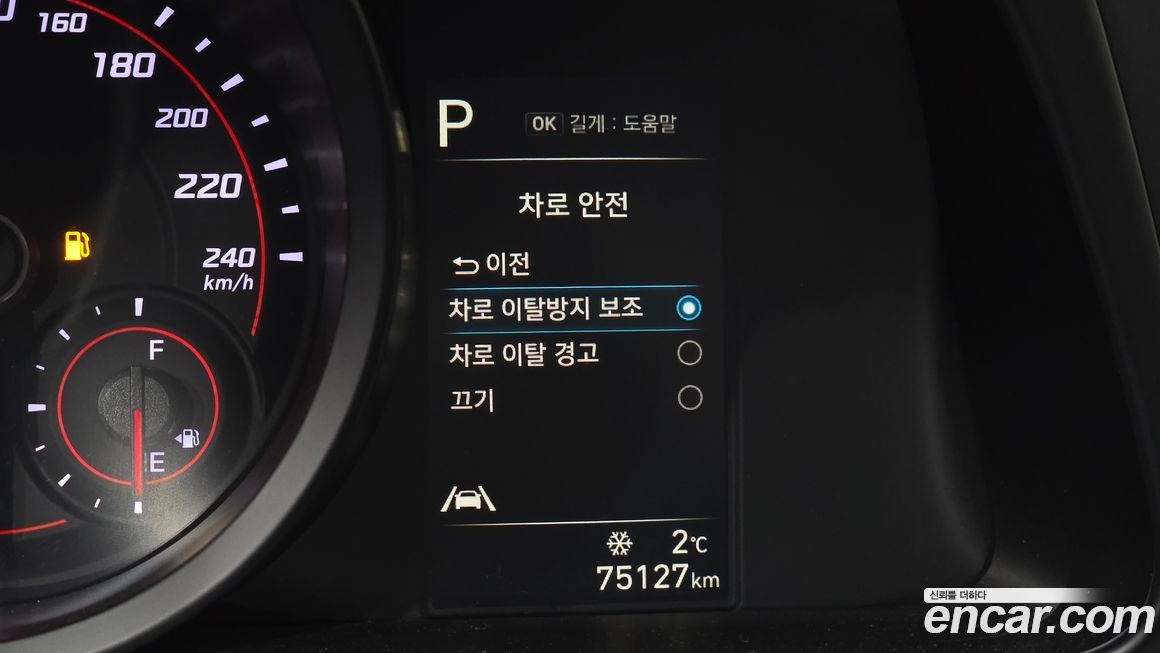 160
180
200
220
240
km/h
F
E
P
OK 길게 : 도움말
차로 안전
이전
차로 이탈방지 보조
차로 이탈 경고
끄기
2℃
75127 km
신뢰를 더하다
encar.com